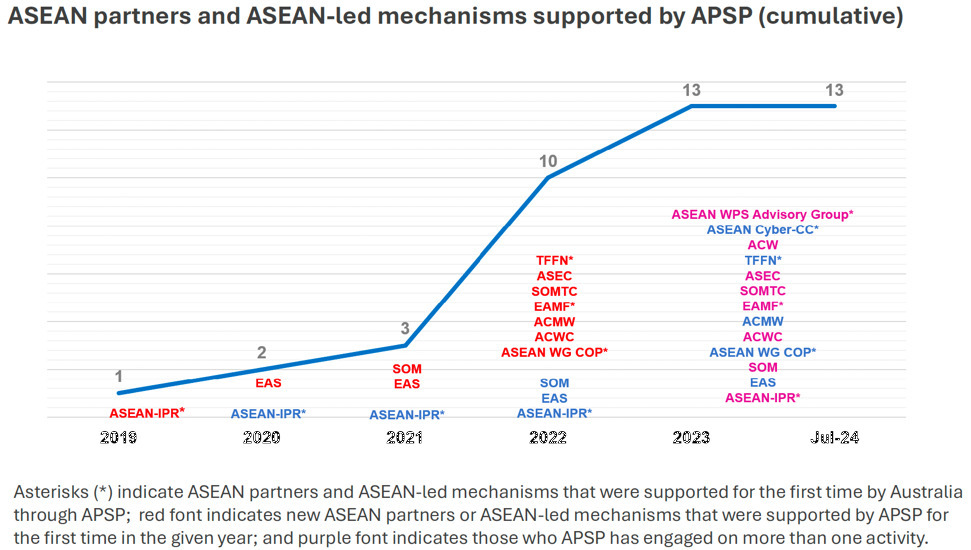 ASEAN partners and ASEAN-led mechanisms supported by APSP (cumulative)
13
13
10
3
2
1
ASEAN-IPR*
EAS
ASEAN-IPR*
SOM
EAS
ASEAN-IPR*
TFFN*
ASEC
SOMTC
EAMF*
ACMW
ACWC
ASEAN WG COP*
SOM
EAS
ASEAN-IPR*
ASEAN WPS Advisory Group*
ASEAN Cyber-CC*
ACW
TFFN*
ASEC
SOMTC
EAMF*
ACMW
ACWC
ASEAN WG COP*
SOM
EAS
ASEAN-IPR*
2019 2020 2021 2022 2023 Jul-24
Asterisks (*) indicate ASEAN partners and ASEAN-led mechanisms that were supported for the first time by Australia
through APSP; red font indicates new ASEAN partners or ASEAN-led mechanisms that were supported by APSP for
the first time in the given year; and purple font indicates those who APSP has engaged on more than one activity.